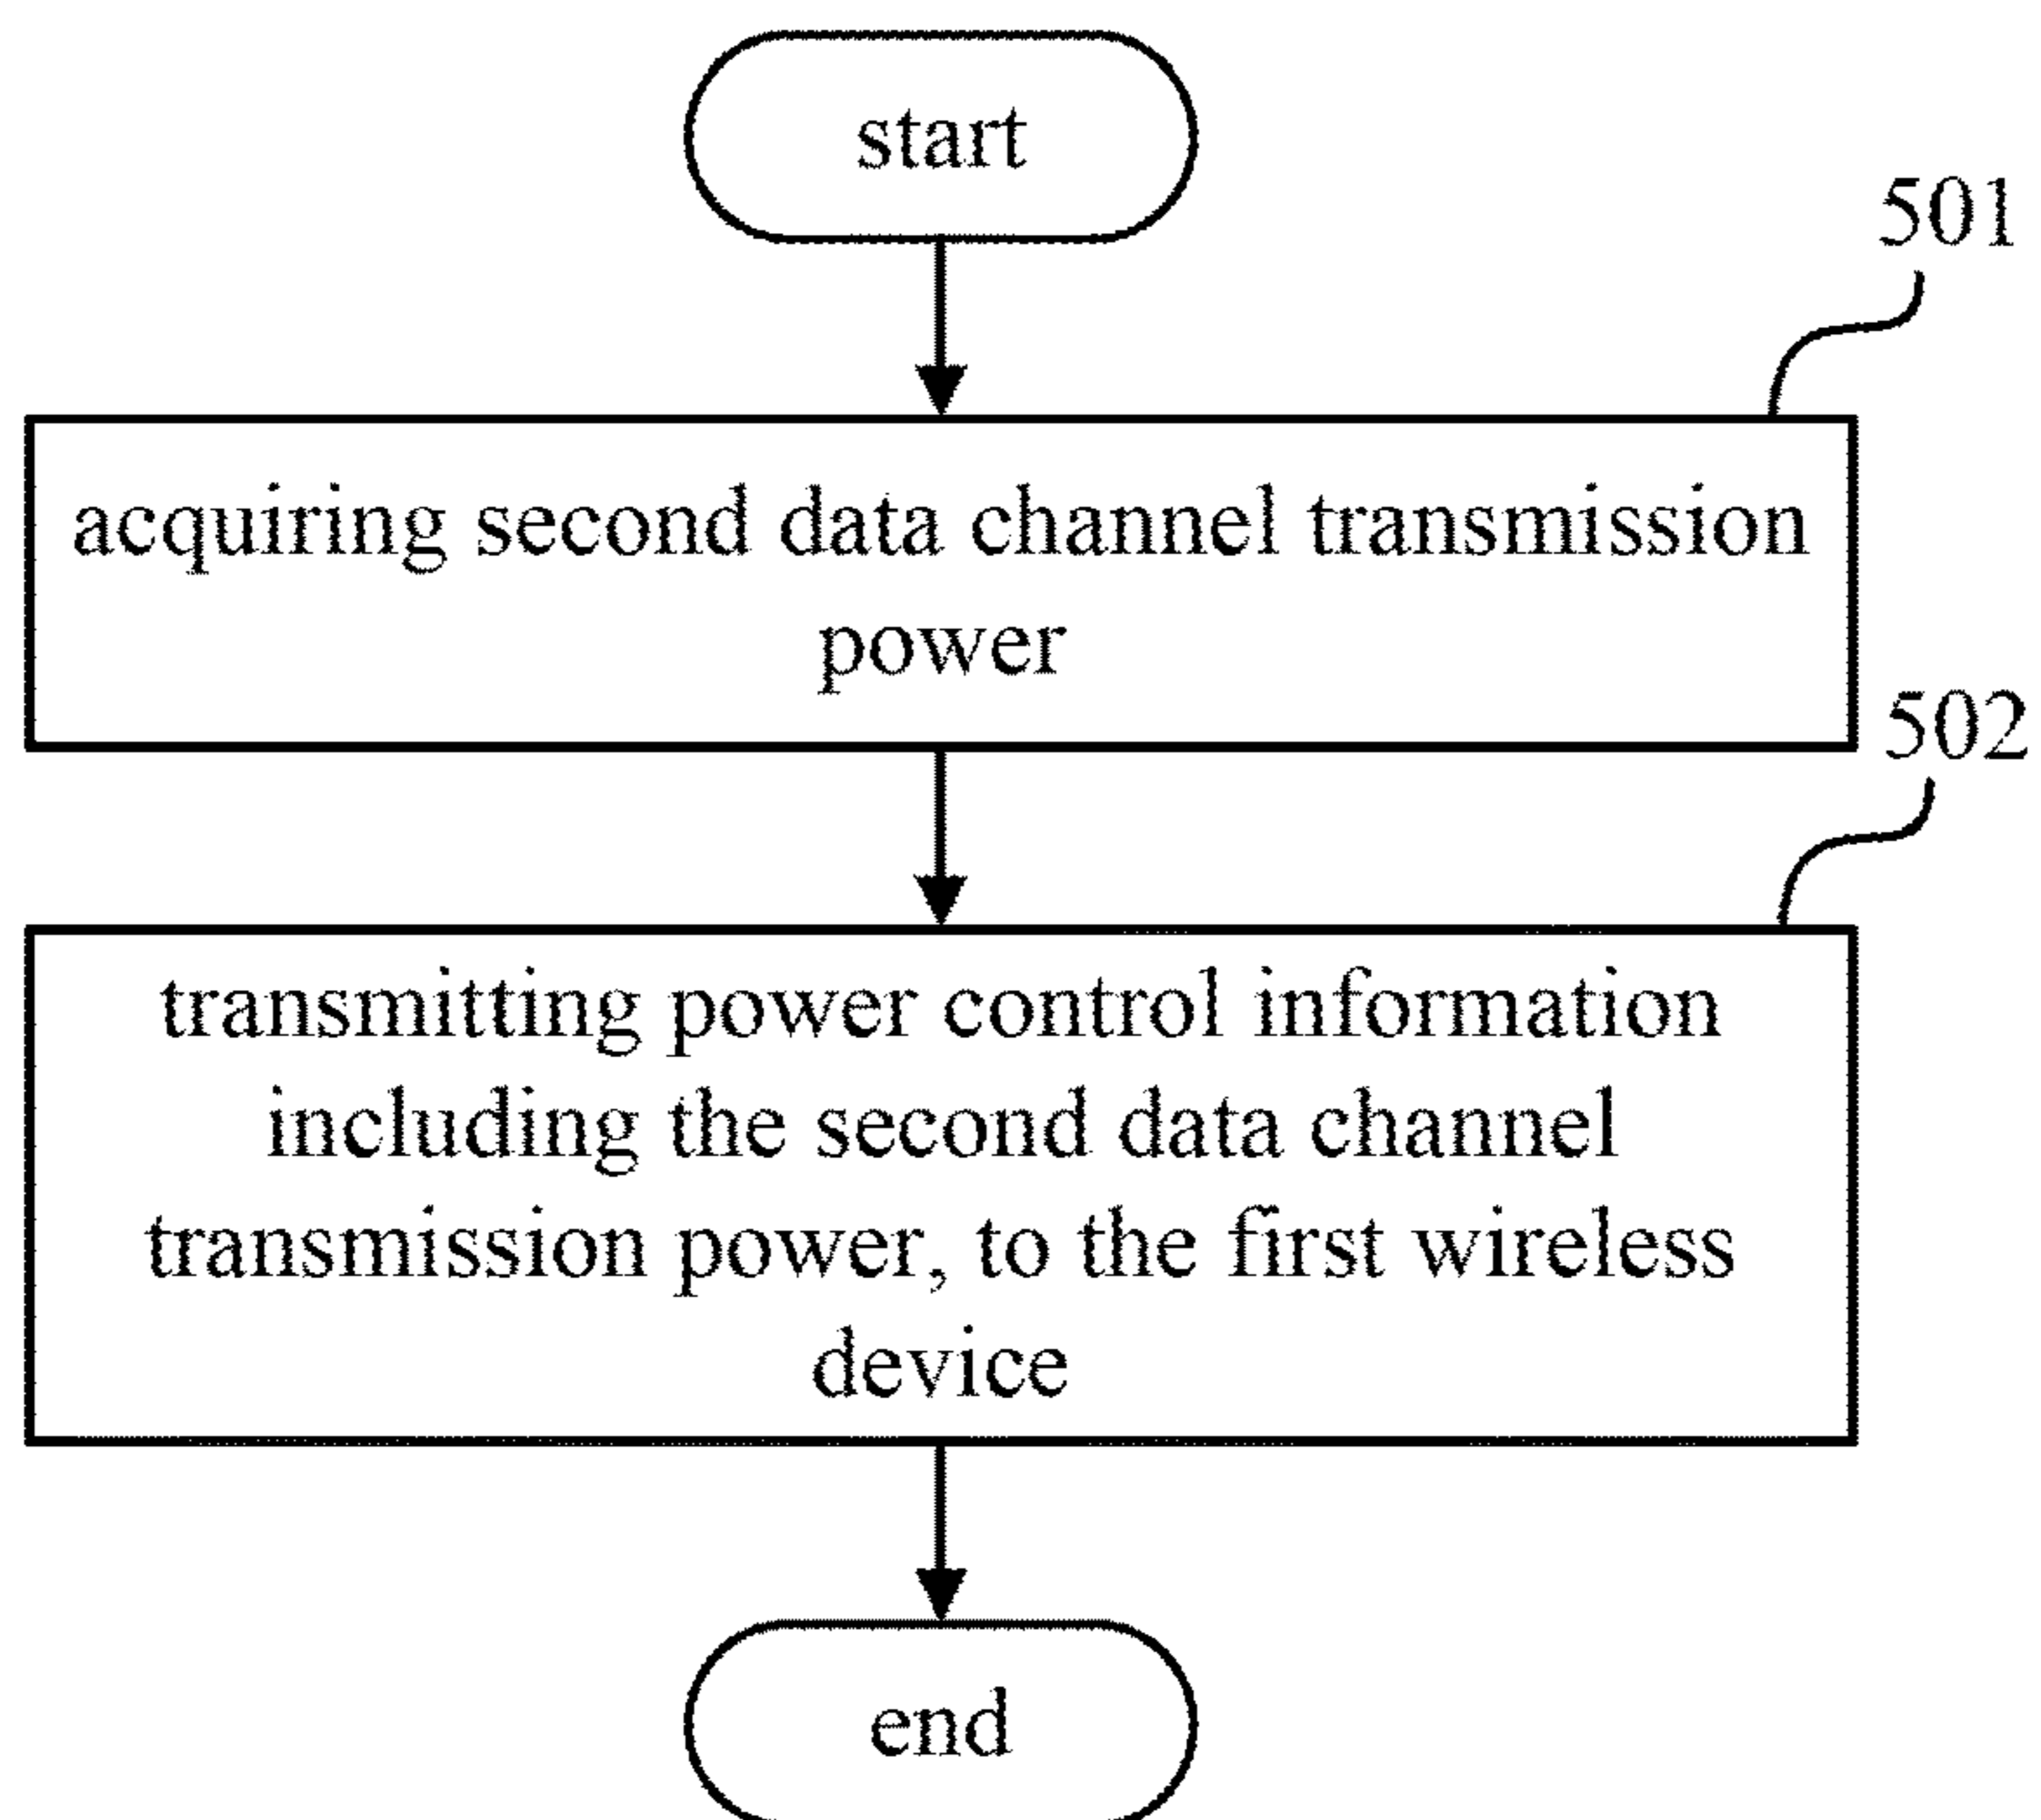 start
501
acquiring second data channel transmission
power
502
transmitting power control information
including the second data channel
transmission power, to the first wireless
device
end